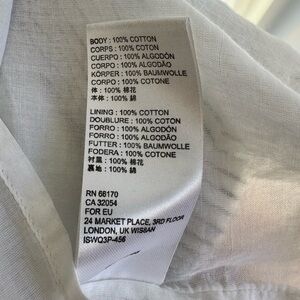 BODY : 100% COTTON
CORPS : 100% COTON
CUERPO : 100% ALGODÓN
CORPO : 100% ALGODÃO
KÖRPER : 100% BAUMWOLLE
CORPO : 100% COTONE
体 : 100% 棉花
本体 : 100% 綿
LINING : 100% COTTON
DOUBLURE : 100% COTON
FORRO : 100% ALGODÓN
FORRO : 100% ALGODÃO
FUTTER : 100% BAUMWOLLE
FODERA : 100% COTONE
衬里 : 100% 棉花
裏地 : 100% 綿
RN 66170
CA 32054
FOR EU
24 MARKET PLACE, 3RD FLOOR
LONDON, UK W1S8AN
ISWQ3P-456